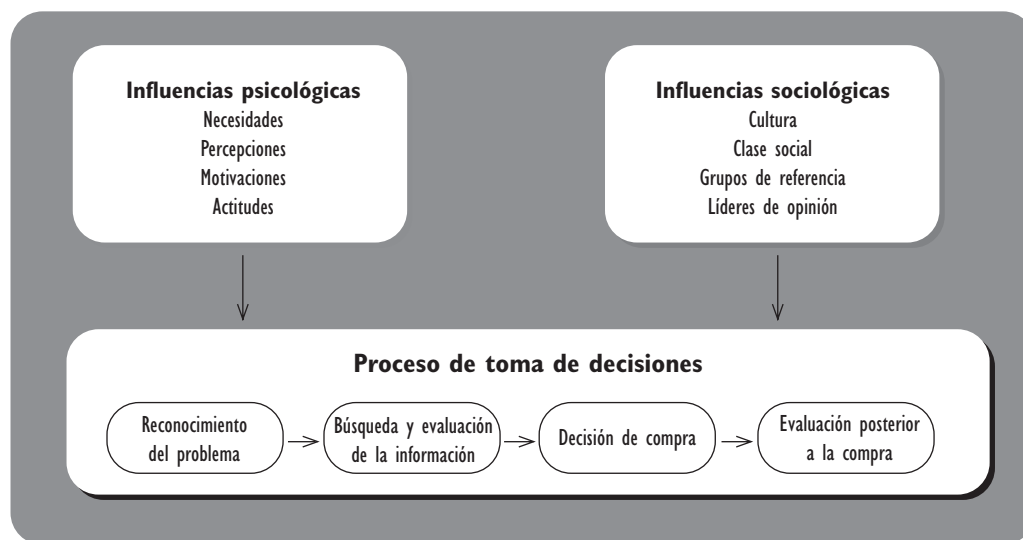 Influencias psicológicas
Necesidades
Percepciones
Motivaciones
Actitudes
Influencias sociológicas
Cultura
Clase social
Grupos de referencia
Líderes de opinión
Proceso de toma de decisiones
Reconocimiento
del problema
Búsqueda y evaluación
de la información
Decisión de compra
Evaluación posterior
a la compra